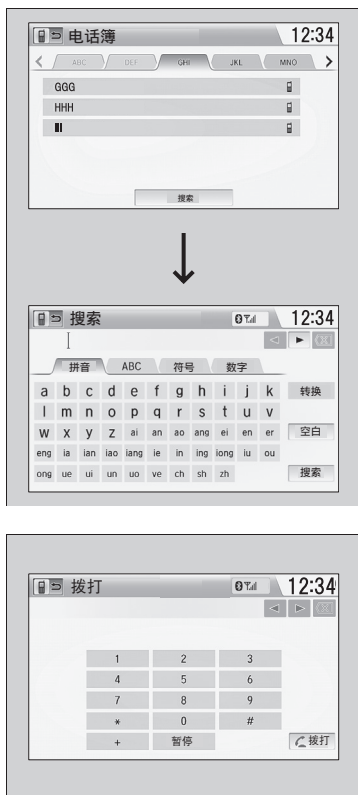 电话簿 12:34
< ABC DEF GHI JKL MNO >
GGG
HHH
III
搜索
搜索 12:34
拼音 ABC 符号 数字
a b c d e f g h i j k 转换
l m n o p q r s t u v
w x y z ai an ao ang ei en er 空白
eng ia ian iao iang ie in ing iong iu ou
ong ue ui un uo ve ch sh zh 搜索
拨打 12:34
1 2 3
4 5 6
7 8 9
* 0 #
+ 暂停 拨打